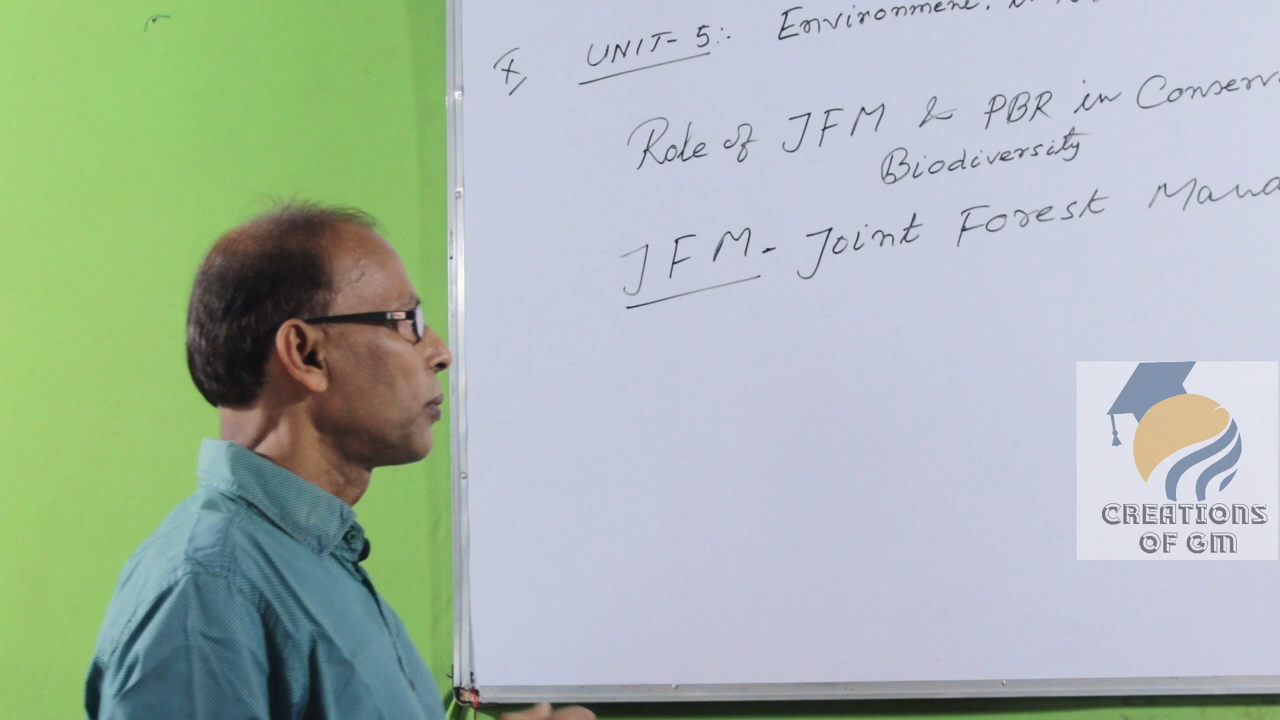 X, UNIT-5:. Environment,
Role of JFM & PBR in Conserv
Biodiversity
JFM - Joint Forest Mana
CREATIONS
OF GM